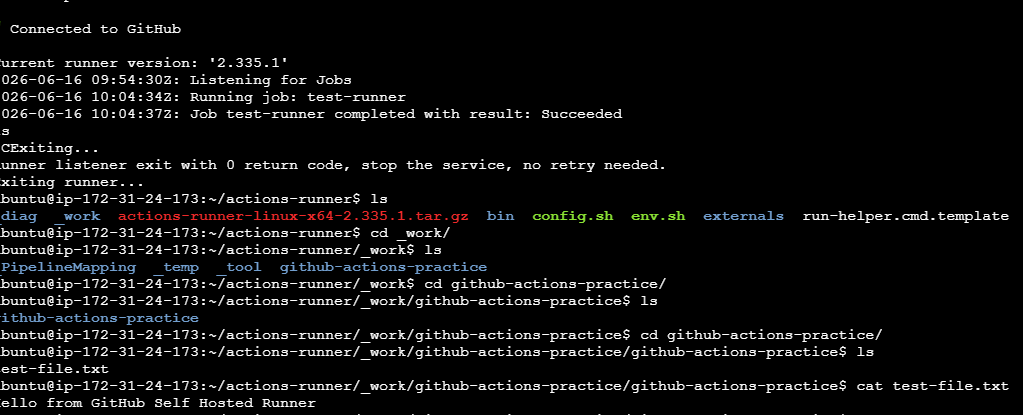 Connected to GitHub
urrent runner version: '2.335.1'
026-06-16 09:54:30Z: Listening for Jobs
026-06-16 10:04:34Z: Running job: test-runner
026-06-16 10:04:37Z: Job test-runner completed with result: Succeeded
s
CExiting...
unner listener exit with 0 return code, stop the service, no retry needed.
xiting runner...
buntu@ip-172-31-24-173:~/actions-runner$ ls
diag _work actions-runner-linux-x64-2.335.1.tar.gz bin config.sh env.sh externals run-helper.cmd.template
buntu@ip-172-31-24-173:~/actions-runner$ cd _work/
buntu@ip-172-31-24-173:~/actions-runner/_work$ ls
PipelineMapping _temp _tool github-actions-practice
buntu@ip-172-31-24-173:~/actions-runner/_work$ cd github-actions-practice/
buntu@ip-172-31-24-173:~/actions-runner/_work/github-actions-practice$ ls
ithub-actions-practice
buntu@ip-172-31-24-173:~/actions-runner/_work/github-actions-practice$ cd github-actions-practice/
buntu@ip-172-31-24-173:~/actions-runner/_work/github-actions-practice/github-actions-practice$ ls
est-file.txt
buntu@ip-172-31-24-173:~/actions-runner/_work/github-actions-practice/github-actions-practice$ cat test-file.txt
ello from GitHub Self Hosted Runner